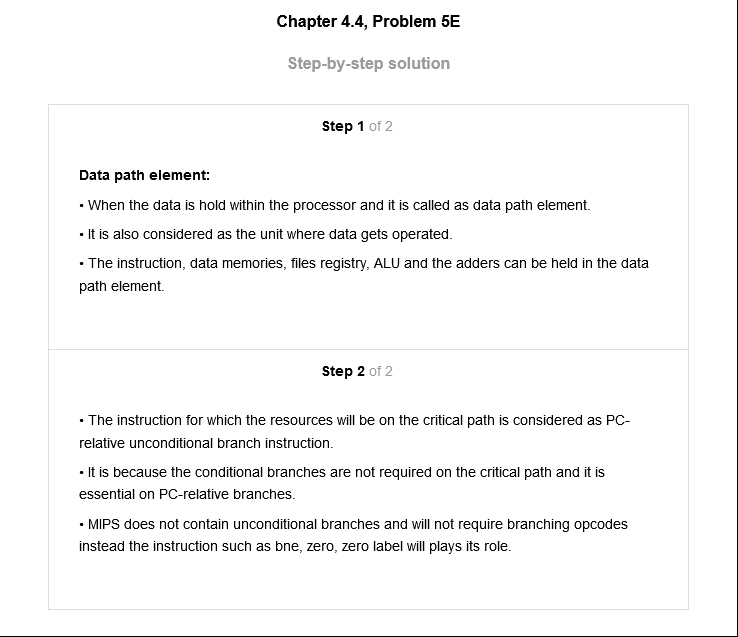 Chapter 4.4, Problem 5E
Step-by-step solution
Step 1 of 2
Data path element:
• When the data is hold within the processor and it is called as data path element.
• It is also considered as the unit where data gets operated.
• The instruction, data memories, files registry, ALU and the adders can be held in the data
path element.
Step 2 of 2
• The instruction for which the resources will be on the critical path is considered as PC-
relative unconditional branch instruction.
• It is because the conditional branches are not required on the critical path and it is
essential on PC-relative branches.
• MIPS does not contain unconditional branches and will not require branching opcodes
instead the instruction such as bne, zero, zero label will plays its role.